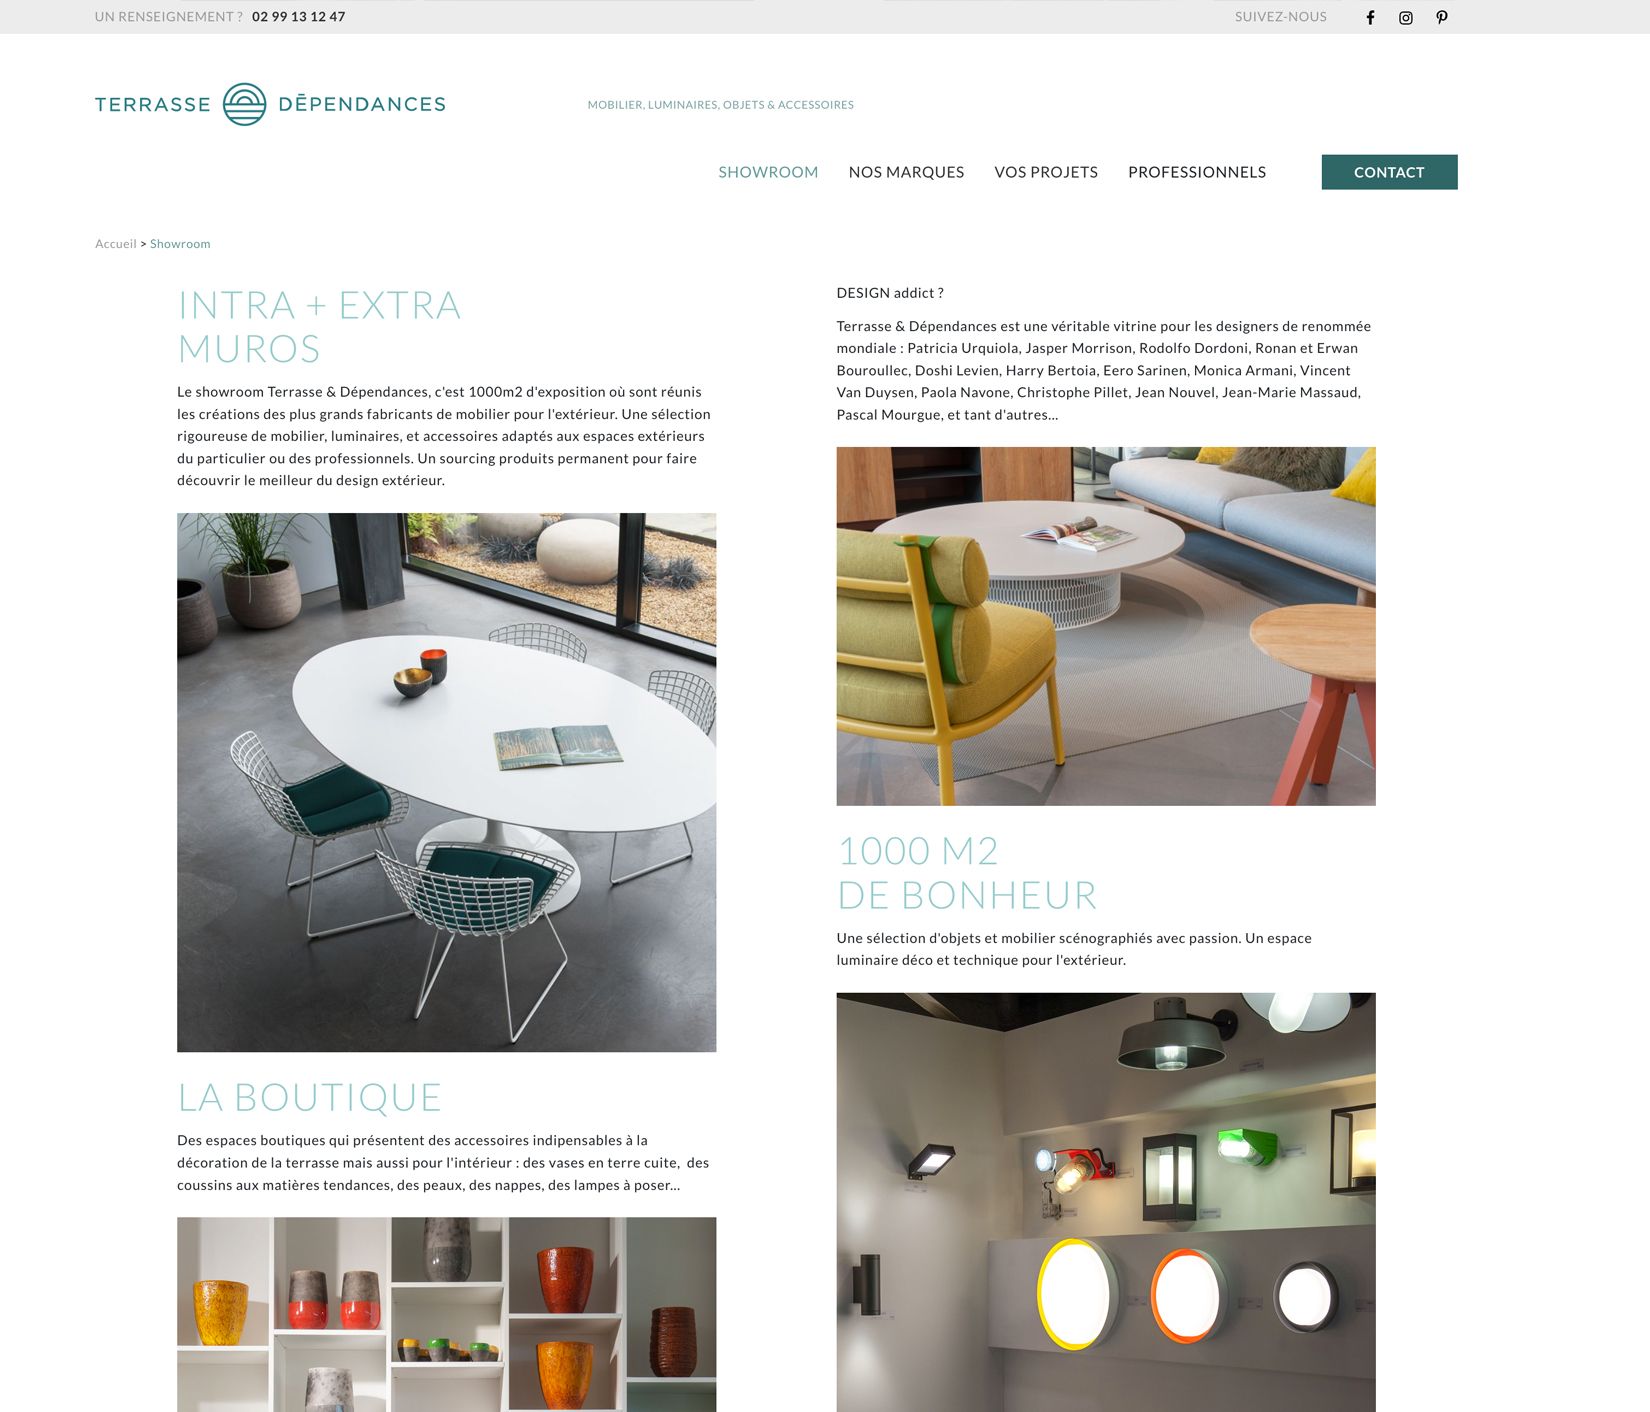 UN RENSEIGNEMENT ? 02 99 13 12 47
SUIVEZ-NOUS
TERRASSE DĒPENDANCES
MOBILIER, LUMINAIRES, OBJETS & ACCESSOIRES
SHOWROOM NOS MARQUES VOS PROJETS PROFESSIONNELS CONTACT
Accueil > Showroom
INTRA + EXTRA
MUROS
Le showroom Terrasse & Dépendances, c'est 1000m2 d'exposition où sont réunis
les créations des plus grands fabricants de mobilier pour l'extérieur. Une sélection
rigoureuse de mobilier, luminaires, et accessoires adaptés aux espaces extérieurs
du particulier ou des professionnels. Un sourcing produits permanent pour faire
découvrir le meilleur du design extérieur.
LA BOUTIQUE
Des espaces boutiques qui présentent des accessoires indipensables à la
décoration de la terrasse mais aussi pour l'intérieur : des vases en terre cuite, des
coussins aux matières tendances, des peaux, des nappes, des lampes à poser...
DESIGN addict ?
Terrasse & Dépendances est une véritable vitrine pour les designers de renommée
mondiale : Patricia Urquiola, Jasper Morrison, Rodolfo Dordoni, Ronan et Erwan
Bouroullec, Doshi Levien, Harry Bertoia, Eero Sarinen, Monica Armani, Vincent
Van Duysen, Paola Navone, Christophe Pillet, Jean Nouvel, Jean-Marie Massaud,
Pascal Mourgue, et tant d'autres...
1000 M2
DE BONHEUR
Une sélection d'objets et mobilier scénographiés avec passion. Un espace
luminaire déco et technique pour l'extérieur.